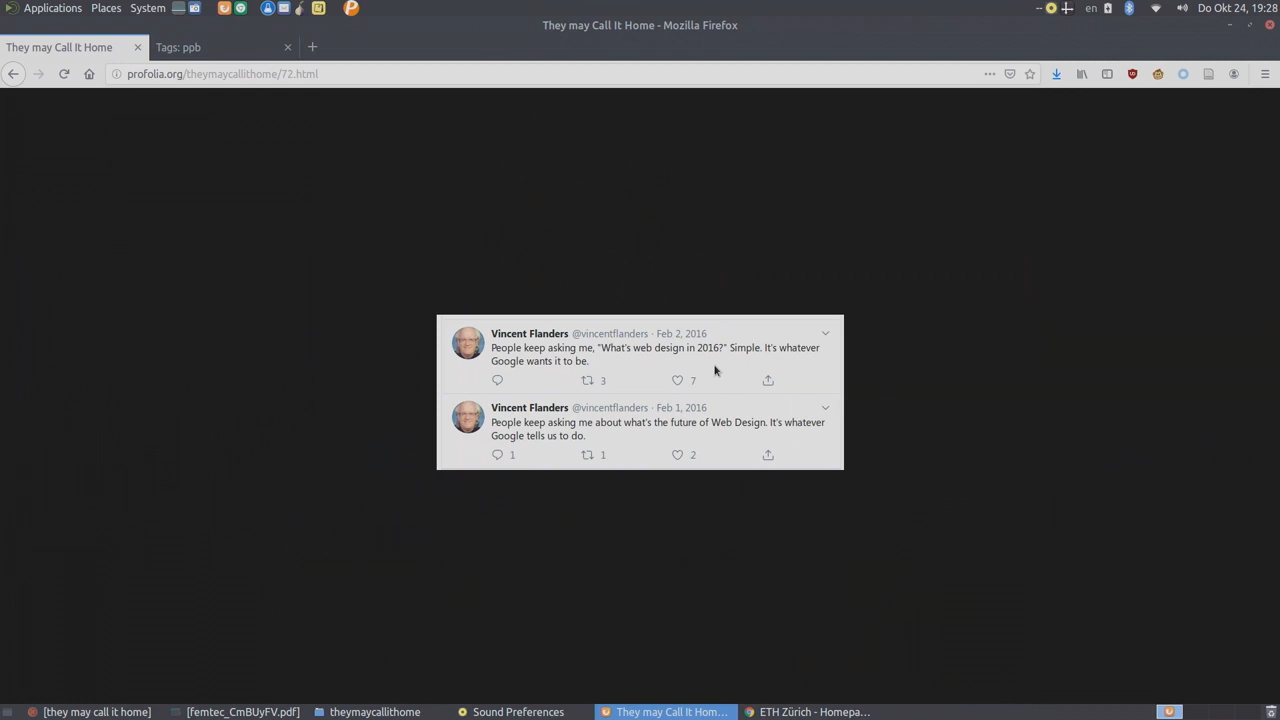 Applications Places System
en
Do Okt 24, 19:28
They may Call It Home - Mozilla Firefox
They may Call It Home
Tags: ppb
profolia.org/theymaycallithome/72.html
Vincent Flanders @vincentflanders · Feb 2, 2016
People keep asking me, "What's web design in 2016?" Simple. It's whatever
Google wants it to be.
3 7
Vincent Flanders @vincentflanders · Feb 1, 2016
People keep asking me about what's the future of Web Design. It's whatever
Google tells us to do.
1 1 2
[they may call it home] [femtec_CmBUyFV.pdf] theymaycallithome Sound Preferences They may Call It Hom... ETH Zürich - Homepa...